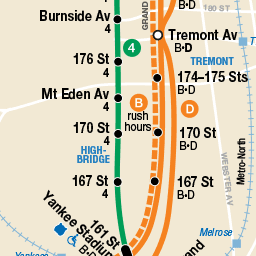 Burnside Av
4
GRAND
180 ST
Tremont Av
B•D
4
176 St
4
TREMONT
174–175 Sts
B•D
Mt Eden Av
4
B
rush
hours
D
170 St
4
170 St
B•D
HIGH-
BRIDGE
WEBSTER AV
Metro-North
167 St
4
167 St
B•D
161 St
Yankee Stadium
B•D
Melrose
Yankees